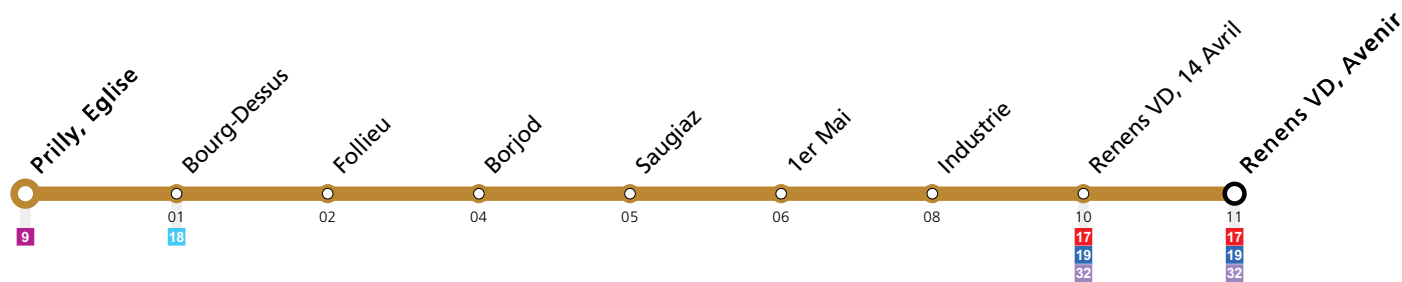 Prilly, Eglise
Bourg-Dessus
Follieu
Borjod
Saugiaz
1er Mai
Industrie
Renens VD, 14 Avril
Renens VD, Avenir
01
02
04
05
06
08
10
11
9
18
17
19
32
17
19
32